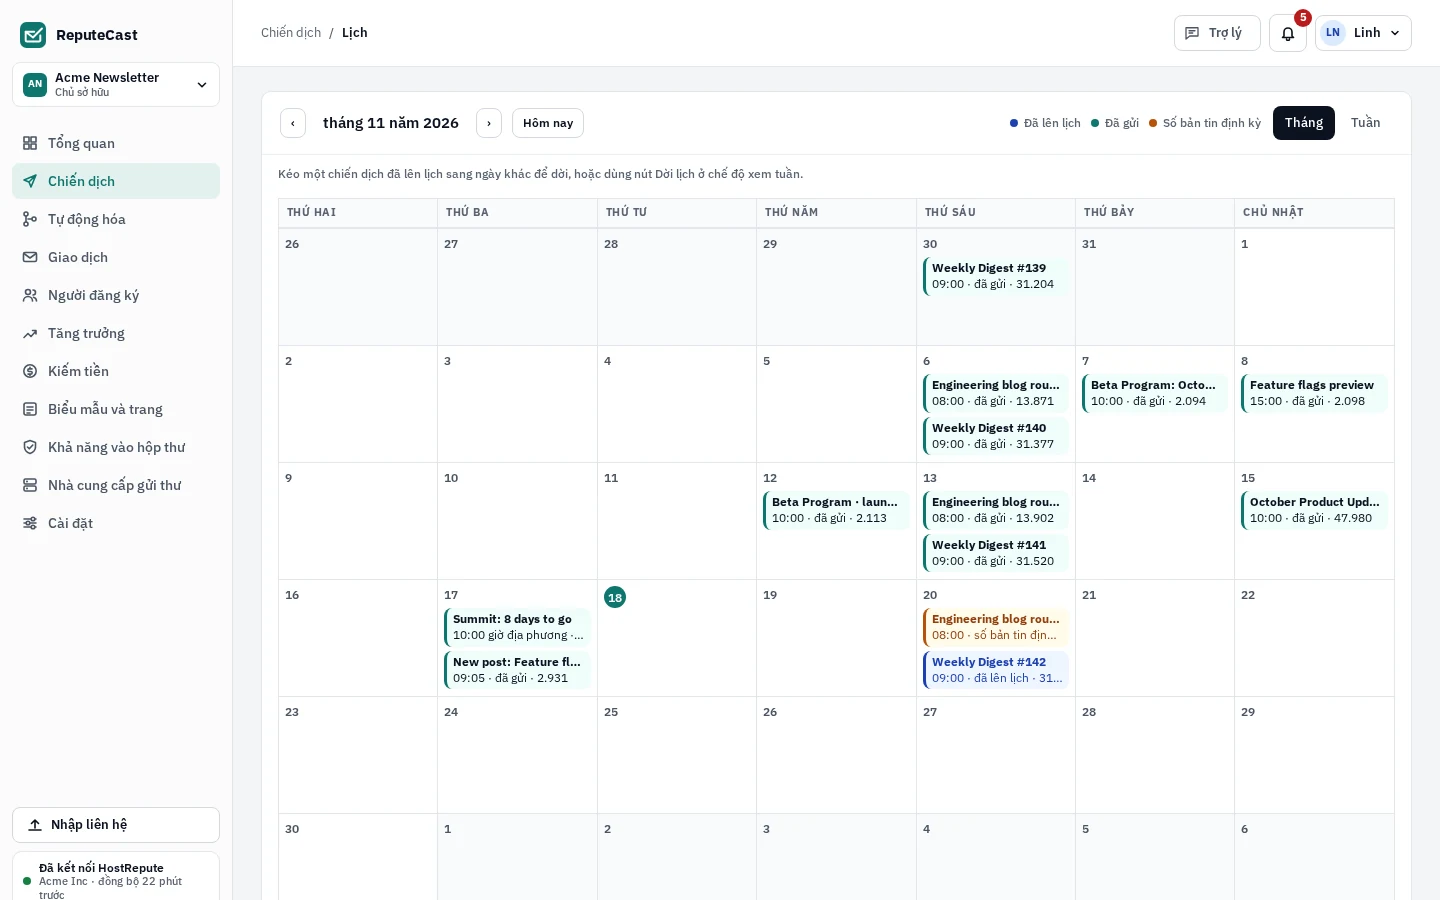 ReputeCast
AN
Acme Newsletter
Chủ sở hữu
Tổng quan
Chiến dịch
Tự động hóa
Giao dịch
Người đăng ký
Tăng trưởng
Kiếm tiền
Biểu mẫu và trang
Khả năng vào hộp thư
Nhà cung cấp gửi thư
Cài đặt
Nhập liên hệ
Đã kết nối HostRepute
Acme Inc · đồng bộ 22 phút
trước
Chiến dịch / Lịch
Trợ lý
5
LN
Linh
‹
tháng 11 năm 2026
›
Hôm nay
Đã lên lịch
Đã gửi
Số bản tin định kỳ
Tháng
Tuần
Kéo một chiến dịch đã lên lịch sang ngày khác để dời, hoặc dùng nút Dời lịch ở chế độ xem tuần.
THỨ HAI THỨ BA THỨ TƯ THỨ NĂM THỨ SÁU THỨ BẢY CHỦ NHẬT
26 27 28 29 30 31 1
Weekly Digest #139
09:00 · đã gửi · 31.204
2 3 4 5 6 7 8
Engineering blog rou… Beta Program: Octo… Feature flags preview
08:00 · đã gửi · 13.871 10:00 · đã gửi · 2.094 15:00 · đã gửi · 2.098
Weekly Digest #140
09:00 · đã gửi · 31.377
9 10 11 12 13 14 15
Beta Program · laun… Engineering blog rou… October Product Upd…
10:00 · đã gửi · 2.113 08:00 · đã gửi · 13.902 10:00 · đã gửi · 47.980
Weekly Digest #141
09:00 · đã gửi · 31.520
16 17 18 19 20 21 22
Summit: 8 days to go Engineering blog rou…
10:00 giờ địa phương ·… 08:00 · số bản tin địn…
New post: Feature fl… Weekly Digest #142
09:05 · đã gửi · 2.931 09:00 · đã lên lịch · 31…
23 24 25 26 27 28 29
30 1 2 3 4 5 6